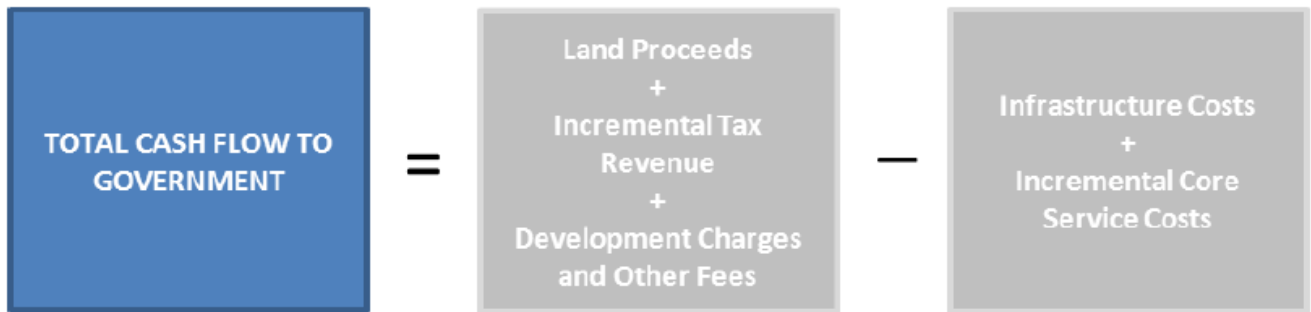 TOTAL CASH FLOW TO
GOVERNMENT
=
Land Proceeds
+
Incremental Tax
Revenue
+
Development Charges
and Other Fees
—
Infrastructure Costs
+
Incremental Core
Service Costs